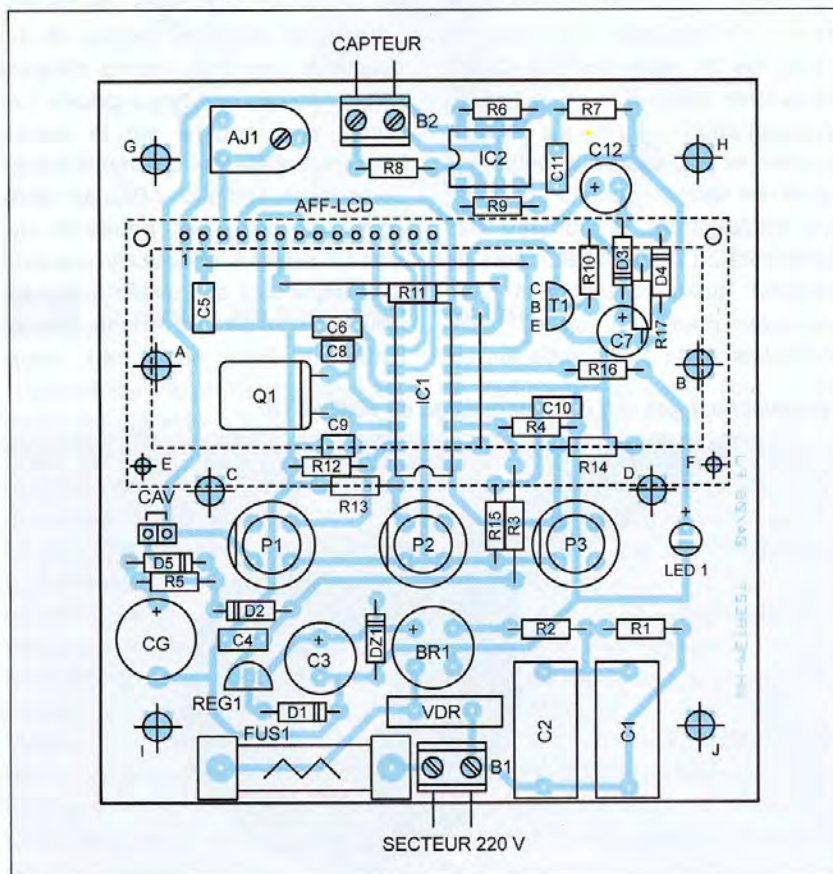 CAPTEUR
AJ1
B2
R6
R7
G
H
IC2
C11
C12
+
R8
R9
AFF-LCD
1
C5
R11
C
B
E
T1
R10
D3
D4
C6
C8
C7
+
R17
A
R16
B
Q1
IC1
C9
C10
R4
E
R12
R14
F
C
R13
D
CAV
P1
P2
R15
R3
P3
+
LED 1
D5
R5
+
D2
CG
C4
+
C3
DZ1
+
BR1
R2
R1
REG1
D1
VDR
C2
C1
FUS1
I
J
B1
SECTEUR 220 V